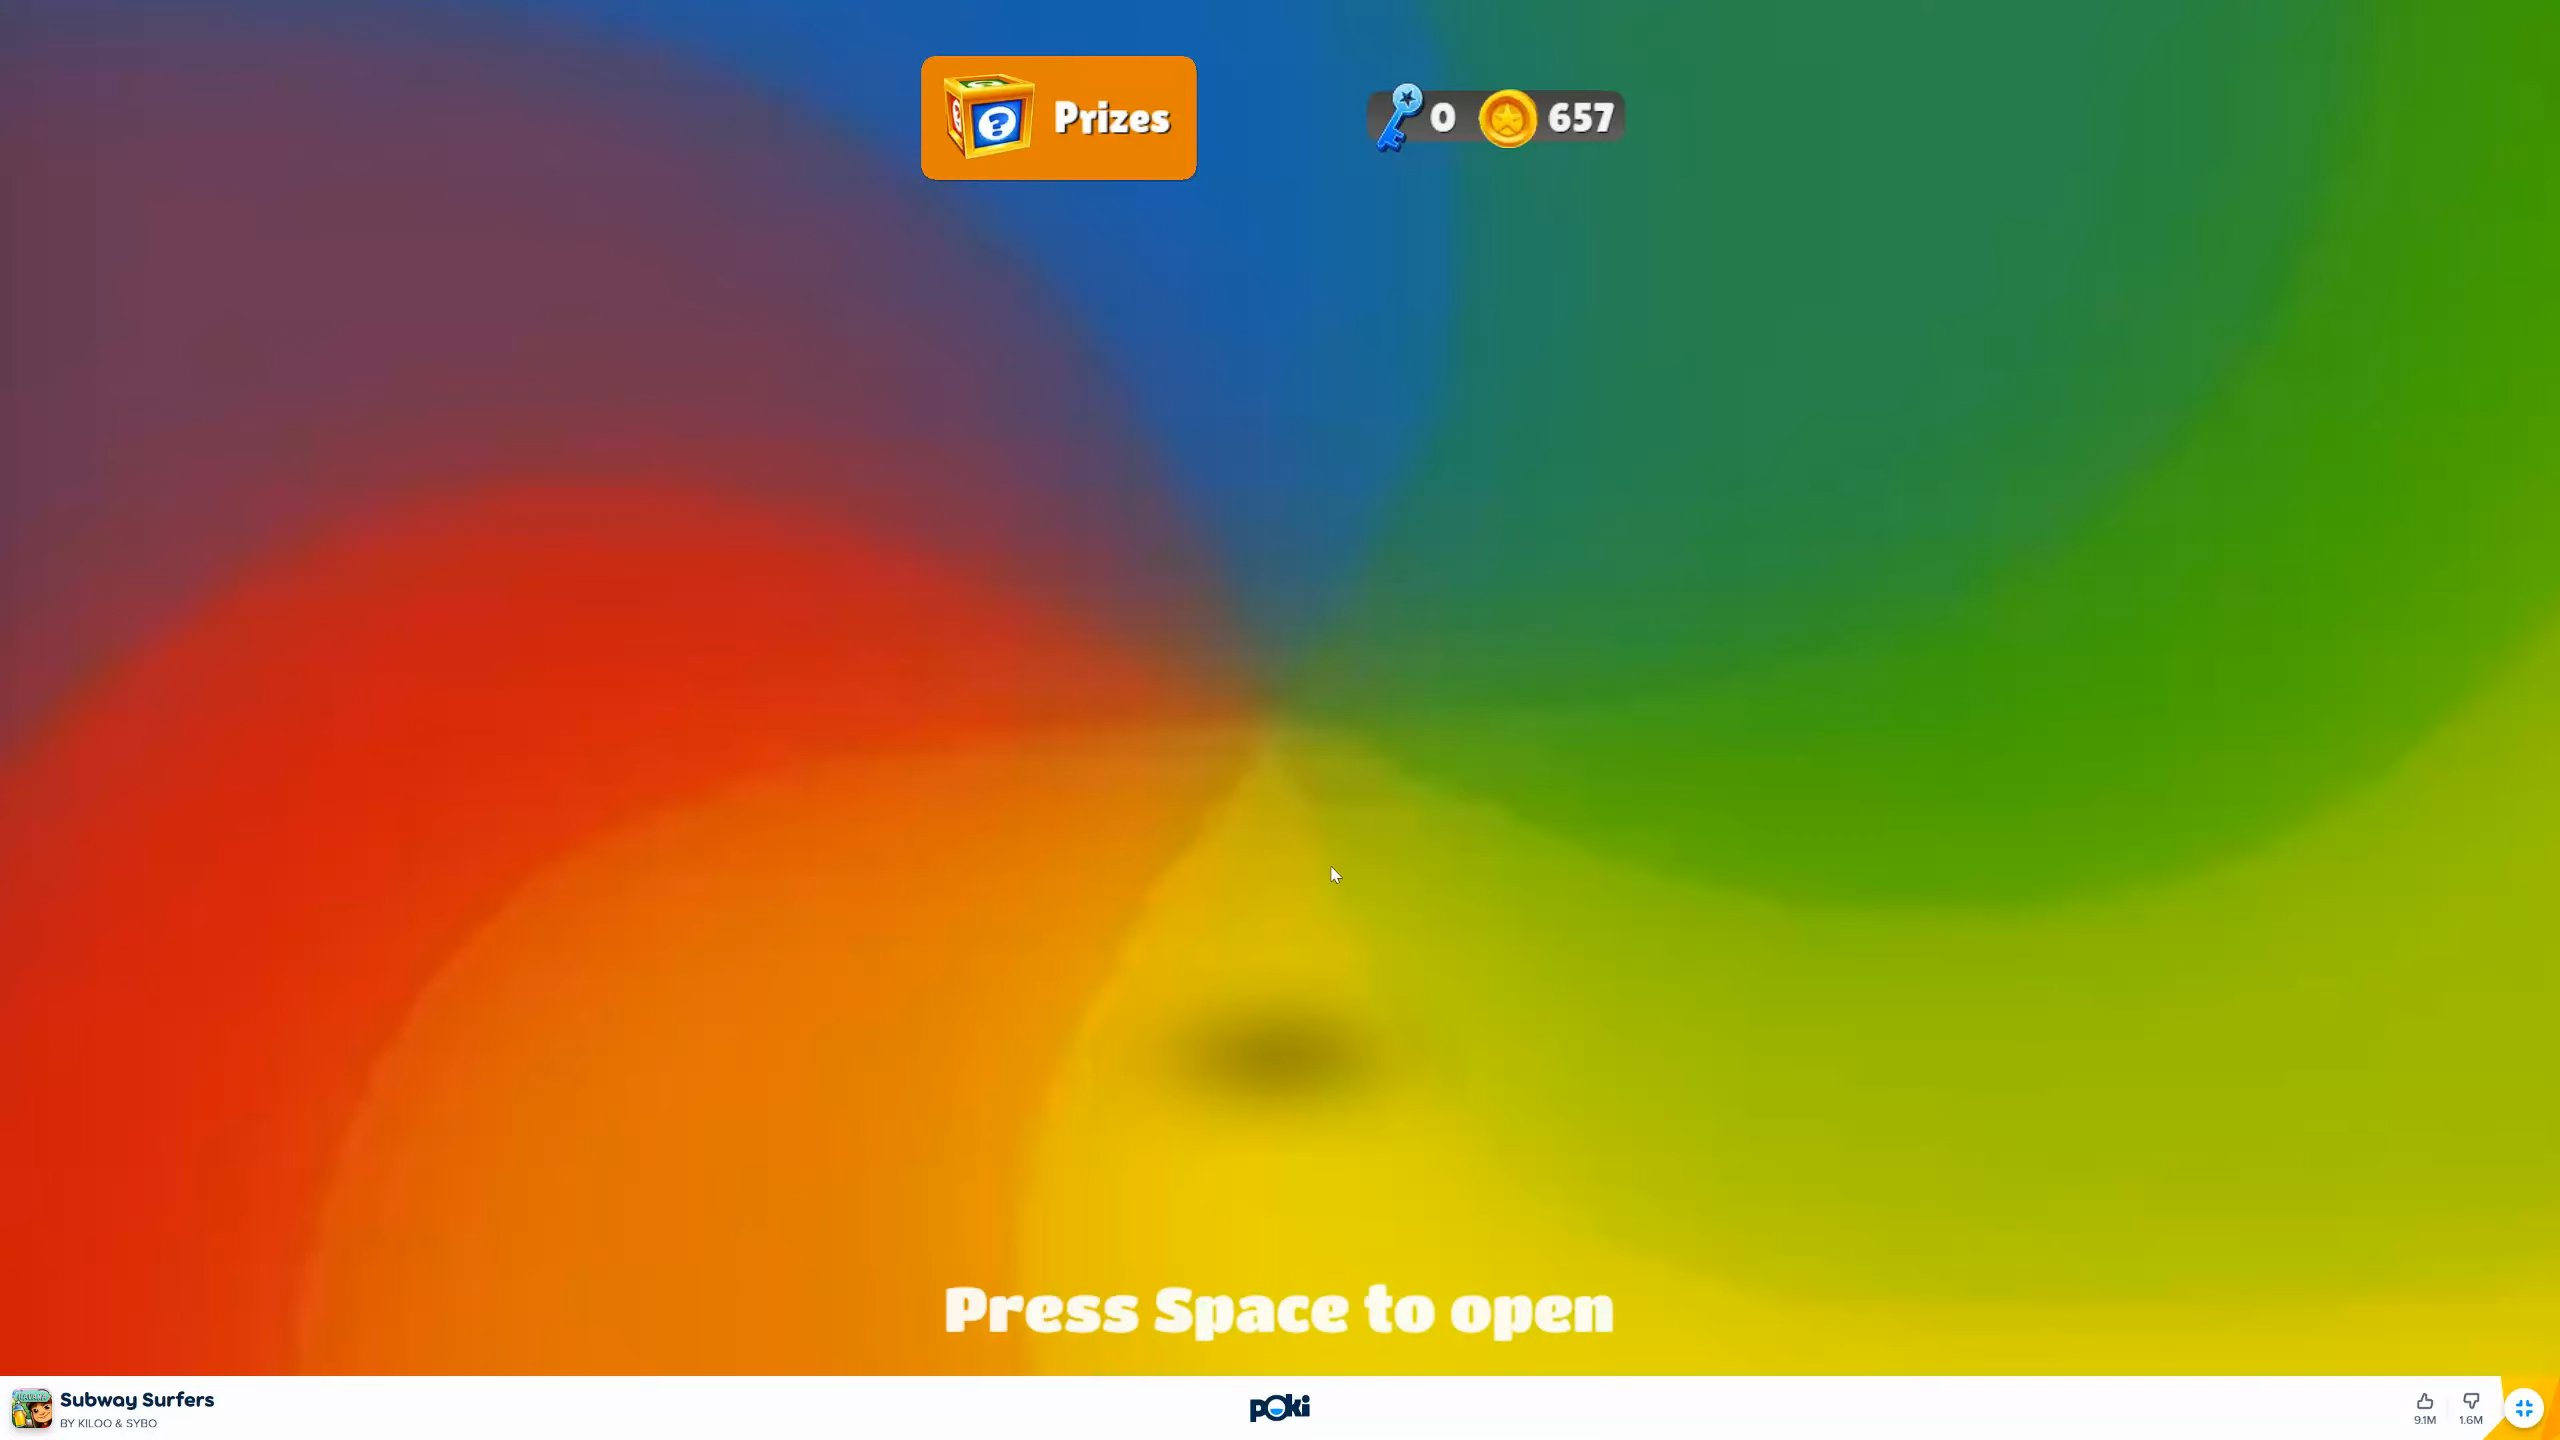 Prizes
0 657
Press Space to open
Subway Surfers
BY KILOO & SYBO
poki
9.1M 1.6M